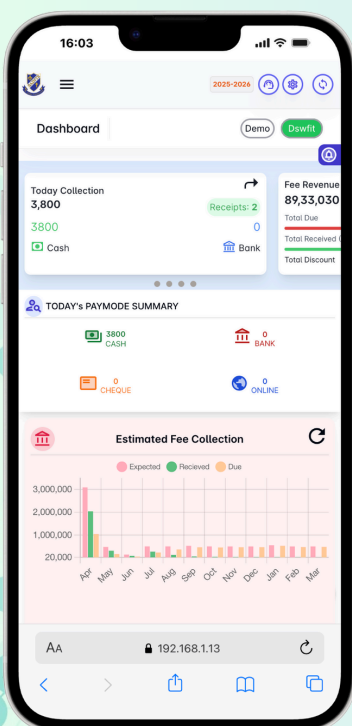 16:03
2025-2026
Dashboard
Demo
Dswfit
Today Collection
3,800
Receipts: 2
3800
0
Cash
Bank
Fee Revenue
89,33,030
Total Due
Total Received (
Total Discount
TODAY's PAYMODE SUMMARY
3800
CASH
0
BANK
0
CHEQUE
0
ONLINE
Estimated Fee Collection
Expected
Recieved
Due
3,000,000
2,000,000
1,000,000
20,000
Apr May Jun Jul Aug Sep Oct Nov Dec Jan Feb Mar
AA
192.168.1.13